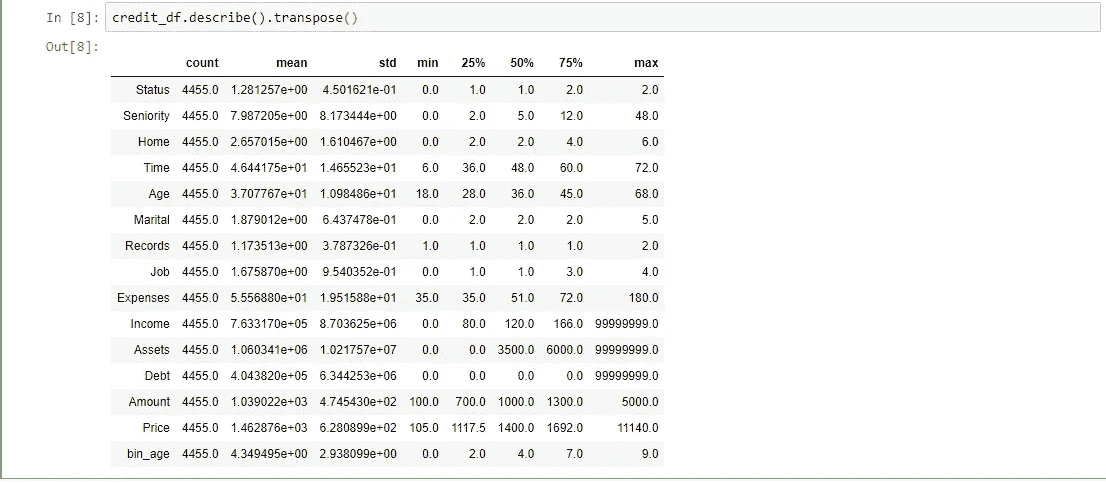 In [8]: credit_df.describe().transpose()
Out[8]:
count mean std min 25% 50% 75% max
Status 4455.0 1.281257e+00 4.501621e-01 0.0 1.0 1.0 2.0 2.0
Seniority 4455.0 7.987205e+00 8.173444e+00 0.0 2.0 5.0 12.0 48.0
Home 4455.0 2.657015e+00 1.610467e+00 0.0 2.0 2.0 4.0 6.0
Time 4455.0 4.644175e+01 1.465523e+01 6.0 36.0 48.0 60.0 72.0
Age 4455.0 3.707767e+01 1.098486e+01 18.0 28.0 36.0 45.0 68.0
Marital 4455.0 1.879012e+00 6.437478e-01 0.0 2.0 2.0 2.0 5.0
Records 4455.0 1.173513e+00 3.787326e-01 1.0 1.0 1.0 1.0 2.0
Job 4455.0 1.675870e+00 9.540352e-01 0.0 1.0 1.0 3.0 4.0
Expenses 4455.0 5.556880e+01 1.951588e+01 35.0 35.0 51.0 72.0 180.0
Income 4455.0 7.633170e+05 8.703625e+06 0.0 80.0 120.0 166.0 99999999.0
Assets 4455.0 1.060341e+06 1.021757e+07 0.0 0.0 3500.0 6000.0 99999999.0
Debt 4455.0 4.043820e+05 6.344253e+06 0.0 0.0 0.0 0.0 99999999.0
Amount 4455.0 1.039022e+03 4.745430e+02 100.0 700.0 1000.0 1300.0 5000.0
Price 4455.0 1.462876e+03 6.280899e+02 105.0 1117.5 1400.0 1692.0 11140.0
bin_age 4455.0 4.349495e+00 2.938099e+00 0.0 2.0 4.0 7.0 9.0